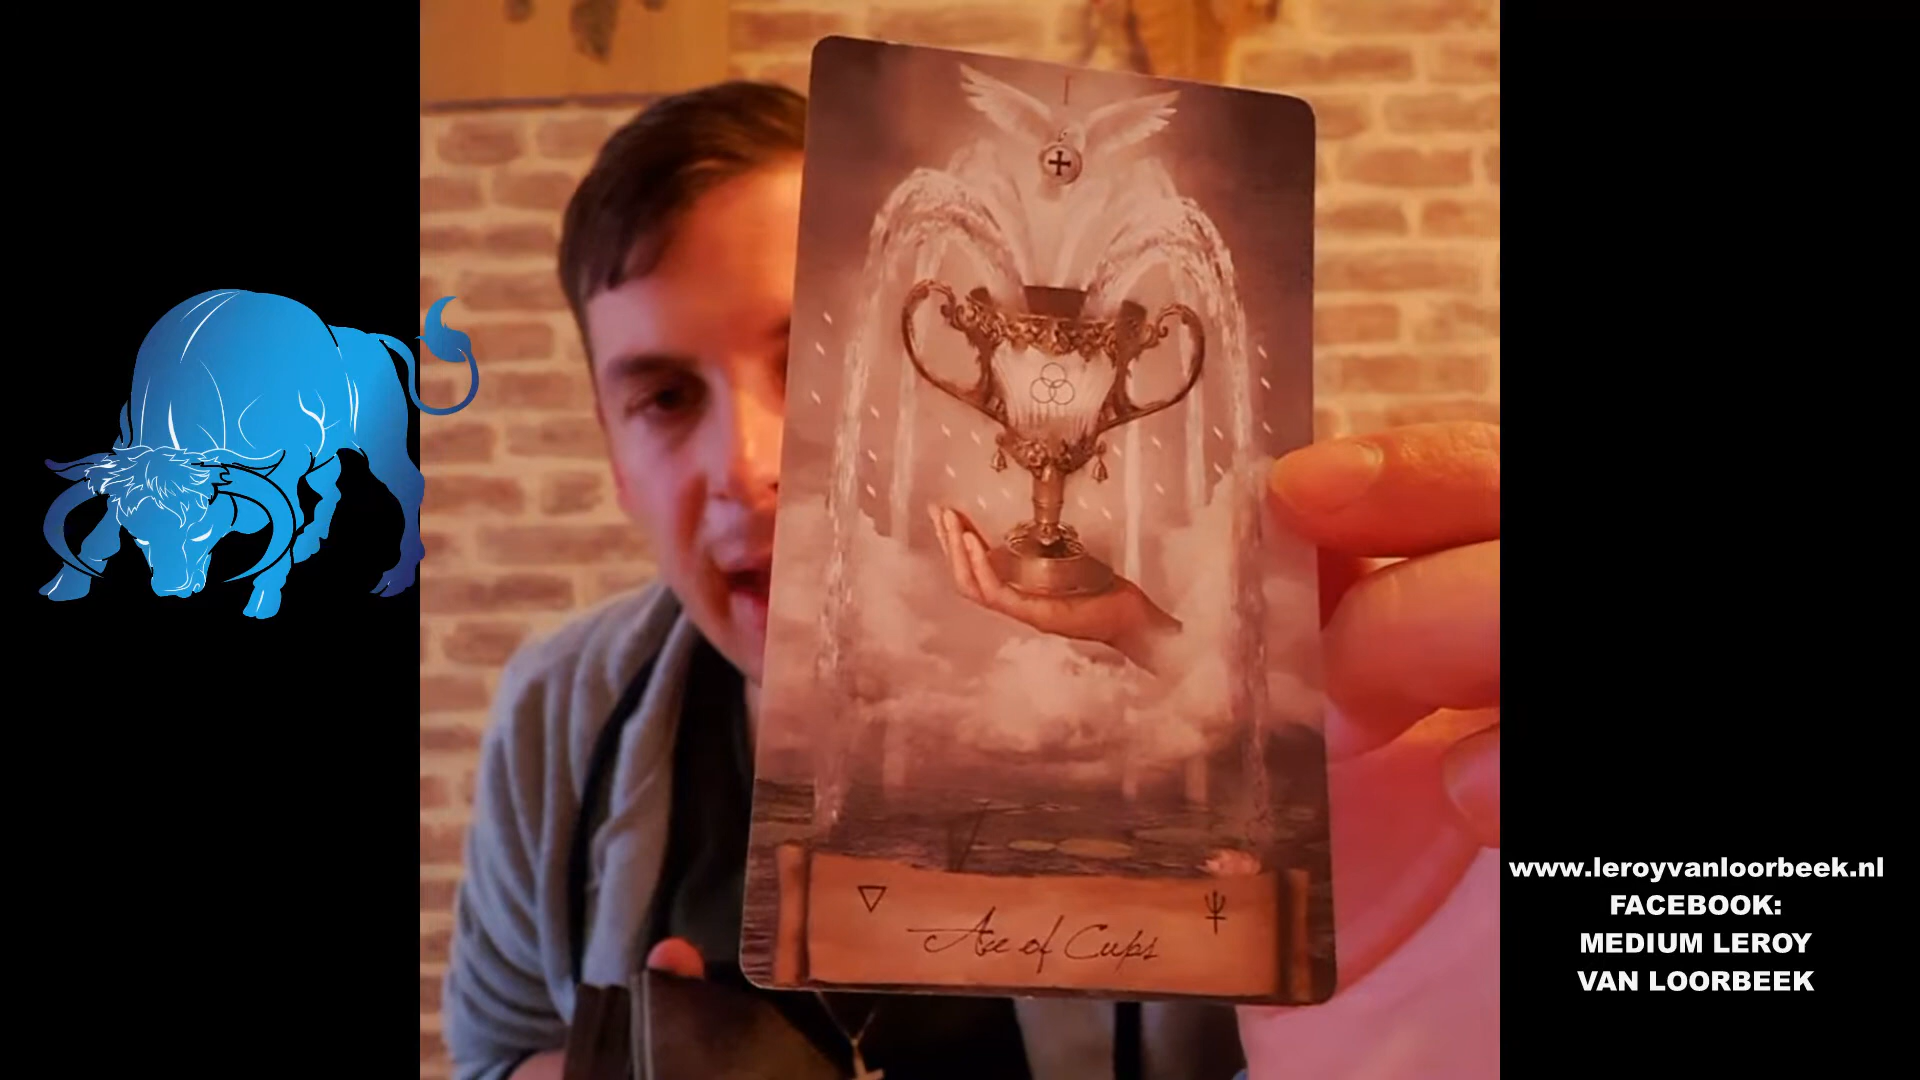 I
Ace of Cups
www.leroyvanloorbeek.nl
FACEBOOK:
MEDIUM LEROY
VAN LOORBEEK